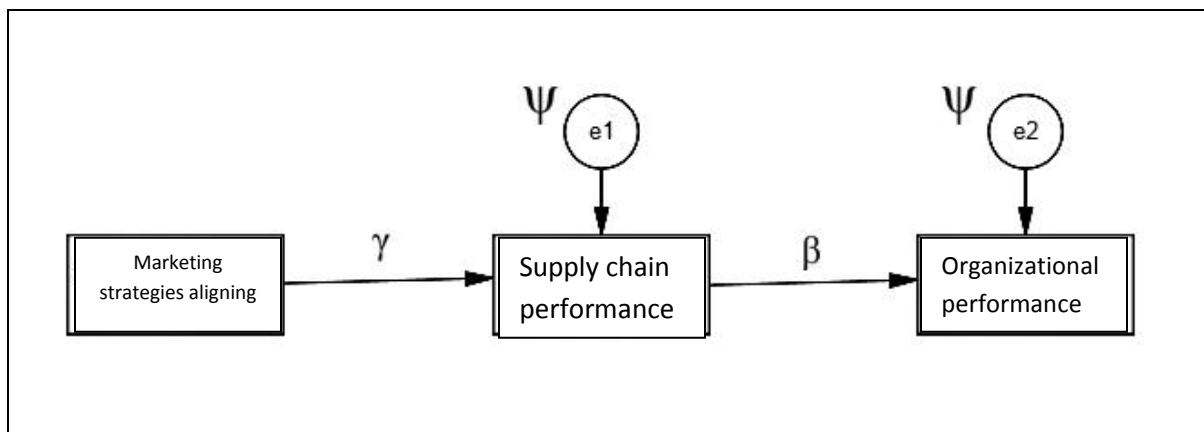 ψ
e1
ψ
e2
Marketing
strategies aligning
γ
Supply chain
performance
β
Organizational
performance